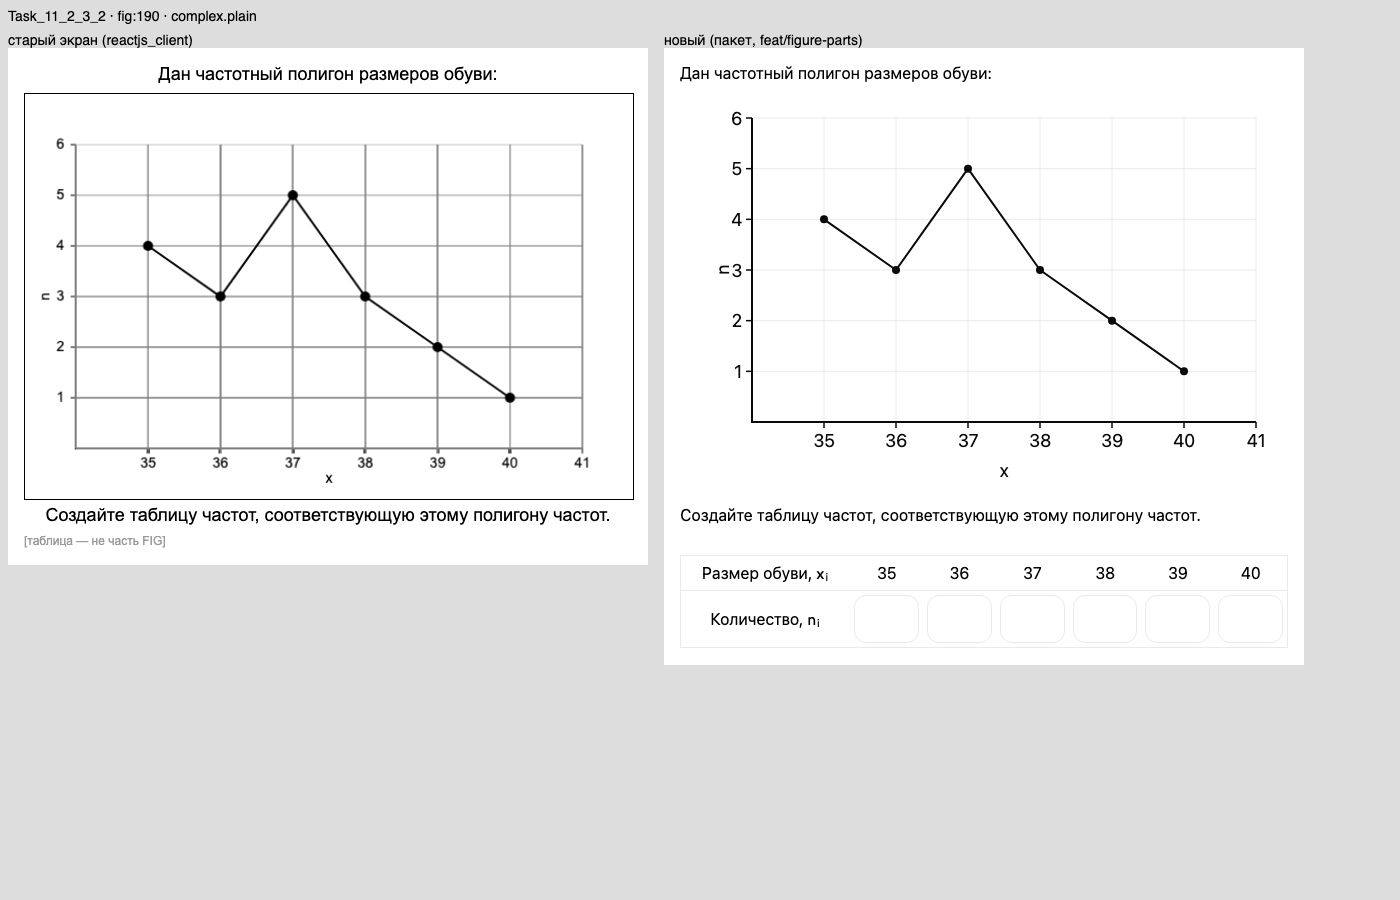 Task_11_2_3_2 · fig:190 · complex.plain
старый экран (reactjs_client)
Дан частотный полигон размеров обуви:
6
5
4
n 3
2
1
35 36 37 38 39 40 41
x
Создайте таблицу частот, соответствующую этому полигону частот.
[таблица — не часть FIG]
новый (пакет, feat/figure-parts)
Дан частотный полигон размеров обуви:
6
5
4
n 3
2
1
35 36 37 38 39 40 41
x
Создайте таблицу частот, соответствующую этому полигону частот.
Размер обуви, xᵢ 35 36 37 38 39 40
Количество, nᵢ